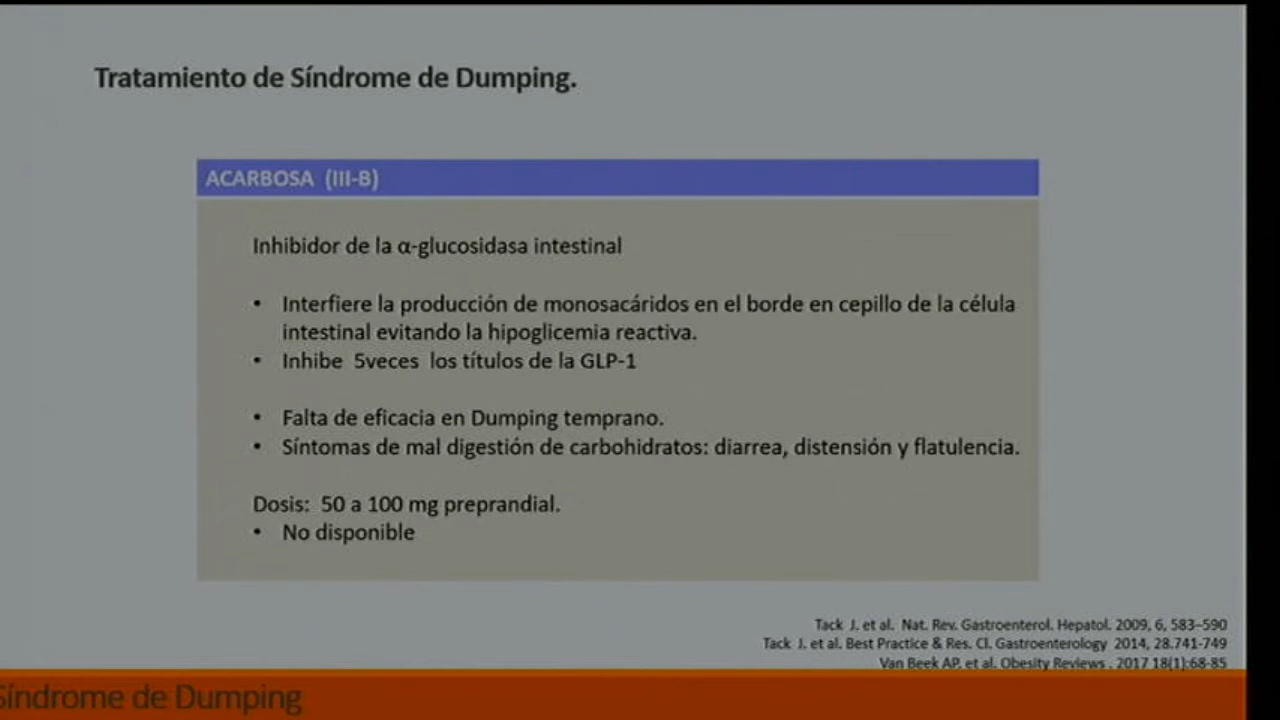 Tratamiento de Síndrome de Dumping.
ACARBOSA (III-B)
Inhibidor de la α-glucosidasa intestinal
• Interfiere la producción de monosacáridos en el borde en cepillo de la célula
intestinal evitando la hipoglicemia reactiva.
• Inhibe 5veces los títulos de la GLP-1
• Falta de eficacia en Dumping temprano.
• Síntomas de mal digestión de carbohidratos: diarrea, distensión y flatulencia.
Dosis: 50 a 100 mg preprandial.
• No disponible
Tack J. et al. Nat. Rev. Gastroenterol. Hepatol. 2009, 6, 583–590
Tack J. et al. Best Practice & Res. Cl. Gastroenterology 2014, 28.741-749
Van Beek AP. et al. Obesity Reviews . 2017 18(1):68-85
Síndrome de Dumping